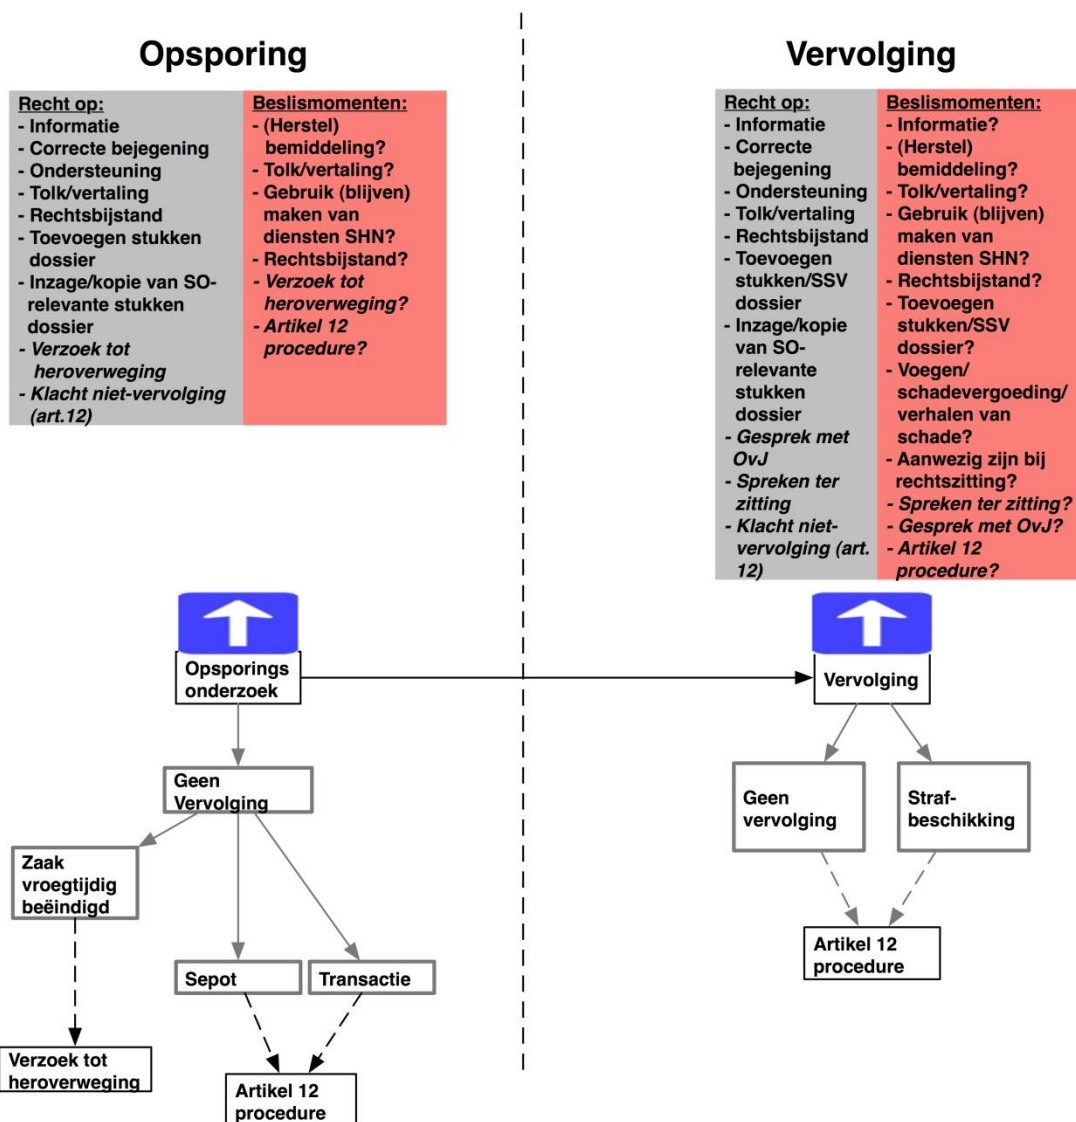 Opsporing
Recht op:
- Informatie
- Correcte bejegening
- Ondersteuning
- Tolk/vertaling
- Rechtsbijstand
- Toevoegen stukken
dossier
- Inzage/kopie van SO-
relevante stukken
dossier
- Verzoek tot
heroverweging
- Klacht niet-vervolging
(art.12)
Beslismomenten:
- (Herstel)
bemiddeling?
- Tolk/vertaling?
- Gebruik (blijven)
maken van
diensten SHN?
- Rechtsbijstand?
- Verzoek tot
heroverweging?
- Artikel 12
procedure?
Vervolging
Recht op:
- Informatie
- Correcte
bejegening
- Ondersteuning
- Tolk/vertaling
- Rechtsbijstand
- Toevoegen
stukken/SSV
dossier
- Inzage/kopie
van SO-
relevante
stukken
dossier
- Gesprek met
OvJ
- Spreken ter
zitting
- Klacht niet-
vervolging (art.
12)
Beslismomenten:
- Informatie?
- (Herstel)
bemiddeling?
- Tolk/vertaling?
- Gebruik (blijven)
maken van
diensten SHN?
- Rechtsbijstand?
- Toevoegen
stukken/SSV
dossier?
- Voegen/
schadevergoeding/
verhalen van
schade?
- Aanwezig zijn bij
rechtszitting?
- Spreken ter zitting?
- Gesprek met OvJ?
- Artikel 12
procedure?
Opsporings
onderzoek
Geen
Vervolging
Zaak
vroegtijdig
beëindigd
Sepot
Transactie
Verzoek tot
heroverweging
Artikel 12
procedure
Vervolging
Geen
vervolging
Straf-
beschikking
Artikel 12
procedure